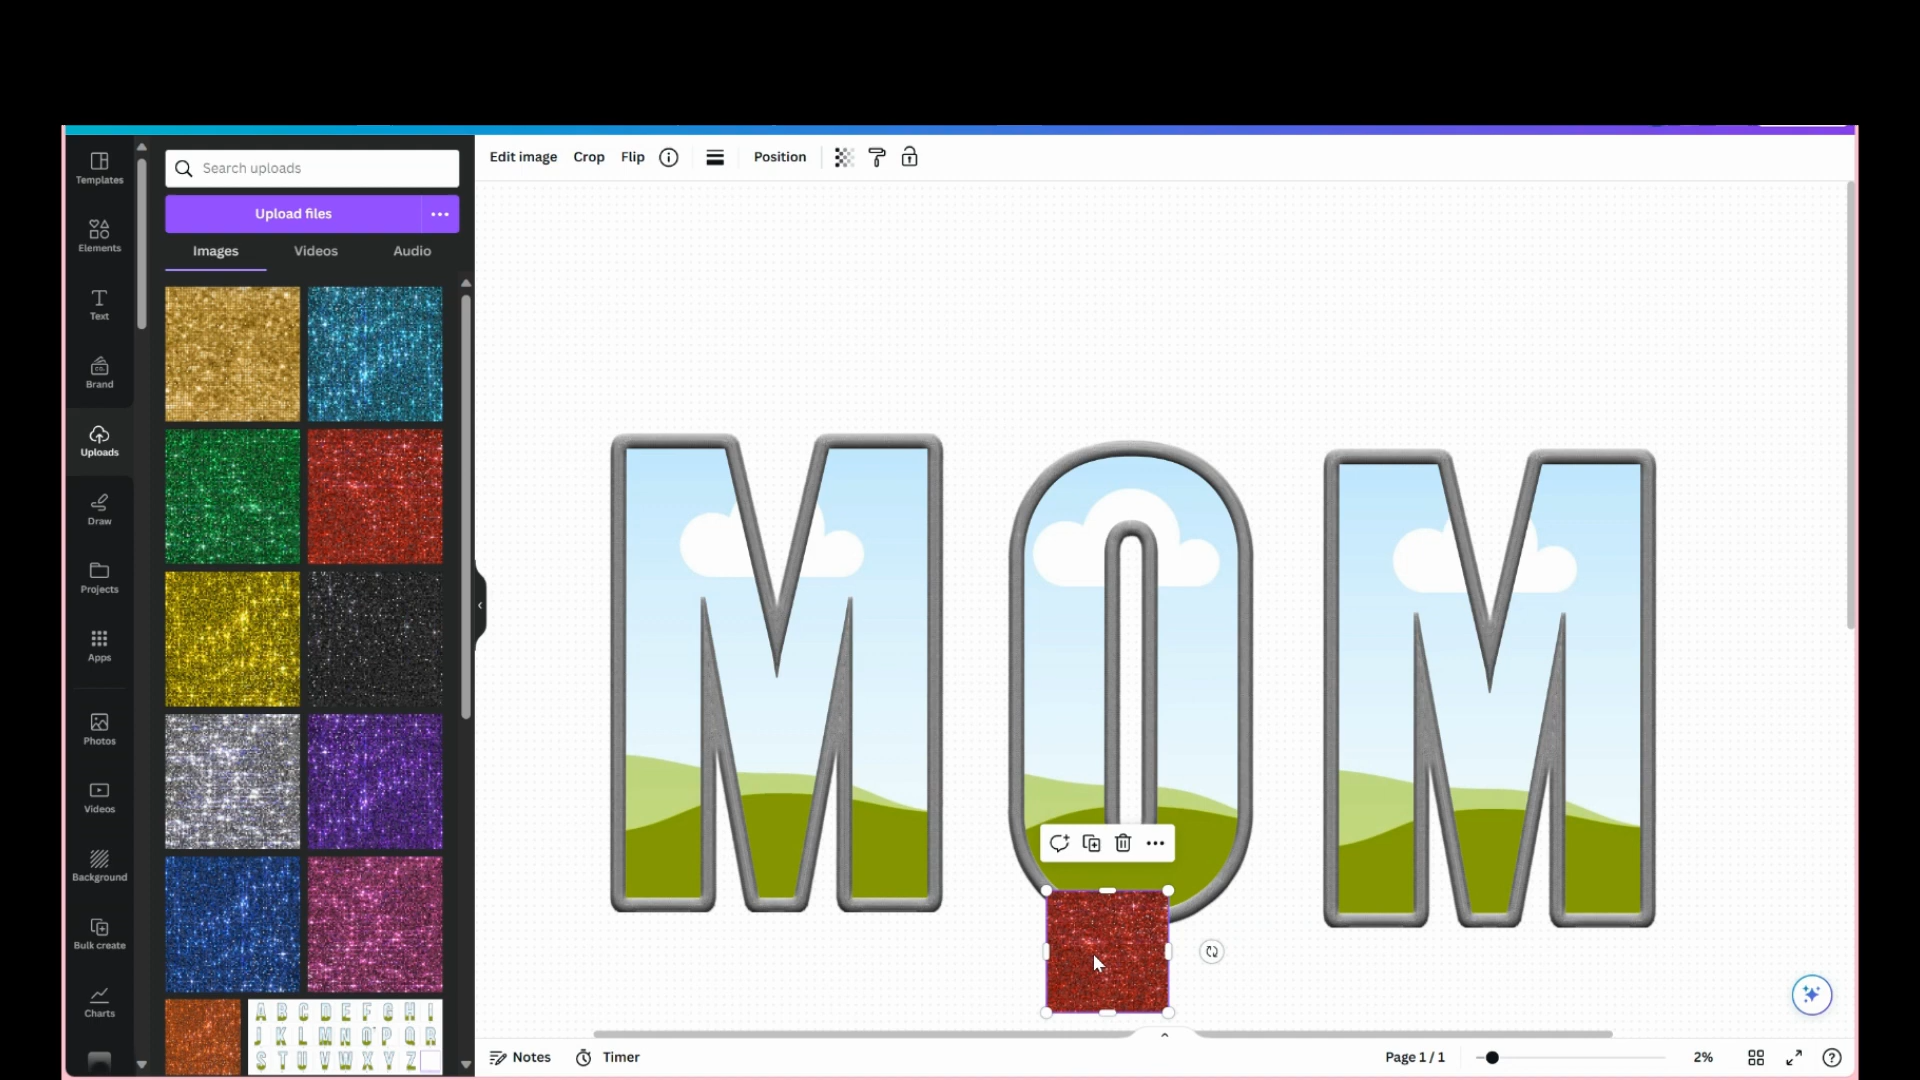 Templates
Elements
Text
Brand
Uploads
Draw
Projects
Apps
Photos
Videos
Background
Bulk create
Charts
Search uploads
Upload files
Images Videos Audio
A B C D E F G H I
J K L M N O P Q R
S T U V W X Y Z
Edit image Crop Flip Position
M O M
Notes Timer Page 1 / 1 2%